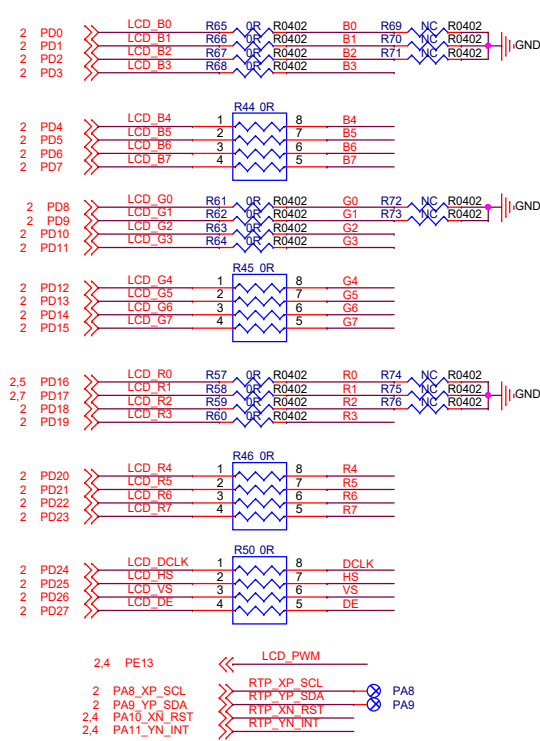 2 PD0 LCD_B0 R65 0R R0402 B0 R69 NC R0402
2 PD1 LCD_B1 R66 0R R0402 B1 R70 NC R0402 GND
2 PD2 LCD_B2 R67 0R R0402 B2 R71 NC R0402
2 PD3 LCD_B3 R68 0R R0402 B3
R44 0R
2 PD4 LCD_B4 1 8 B4
2 PD5 LCD_B5 2 7 B5
2 PD6 LCD_B6 3 6 B6
2 PD7 LCD_B7 4 5 B7
2 PD8 LCD_G0 R61 0R R0402 G0 R72 NC R0402 GND
2 PD9 LCD_G1 R62 0R R0402 G1 R73 NC R0402
2 PD10 LCD_G2 R63 0R R0402 G2
2 PD11 LCD_G3 R64 0R R0402 G3
R45 0R
2 PD12 LCD_G4 1 8 G4
2 PD13 LCD_G5 2 7 G5
2 PD14 LCD_G6 3 6 G6
2 PD15 LCD_G7 4 5 G7
2,5 PD16 LCD_R0 R57 0R R0402 R0 R74 NC R0402
2,7 PD17 LCD_R1 R58 0R R0402 R1 R75 NC R0402 GND
2 PD18 LCD_R2 R59 0R R0402 R2 R76 NC R0402
2 PD19 LCD_R3 R60 0R R0402 R3
R46 0R
2 PD20 LCD_R4 1 8 R4
2 PD21 LCD_R5 2 7 R5
2 PD22 LCD_R6 3 6 R6
2 PD23 LCD_R7 4 5 R7
R50 0R
2 PD24 LCD_DCLK 1 8 DCLK
2 PD25 LCD_HS 2 7 HS
2 PD26 LCD_VS 3 6 VS
2 PD27 LCD_DE 4 5 DE
2,4 PE13 LCD_PWM
2 PA8_XP_SCL RTP_XP_SCL PA8
2 PA9_YP_SDA RTP_YP_SDA PA9
2,4 PA10_XN_RST RTP_XN_RST
2,4 PA11_YN_INT RTP_YN_INT